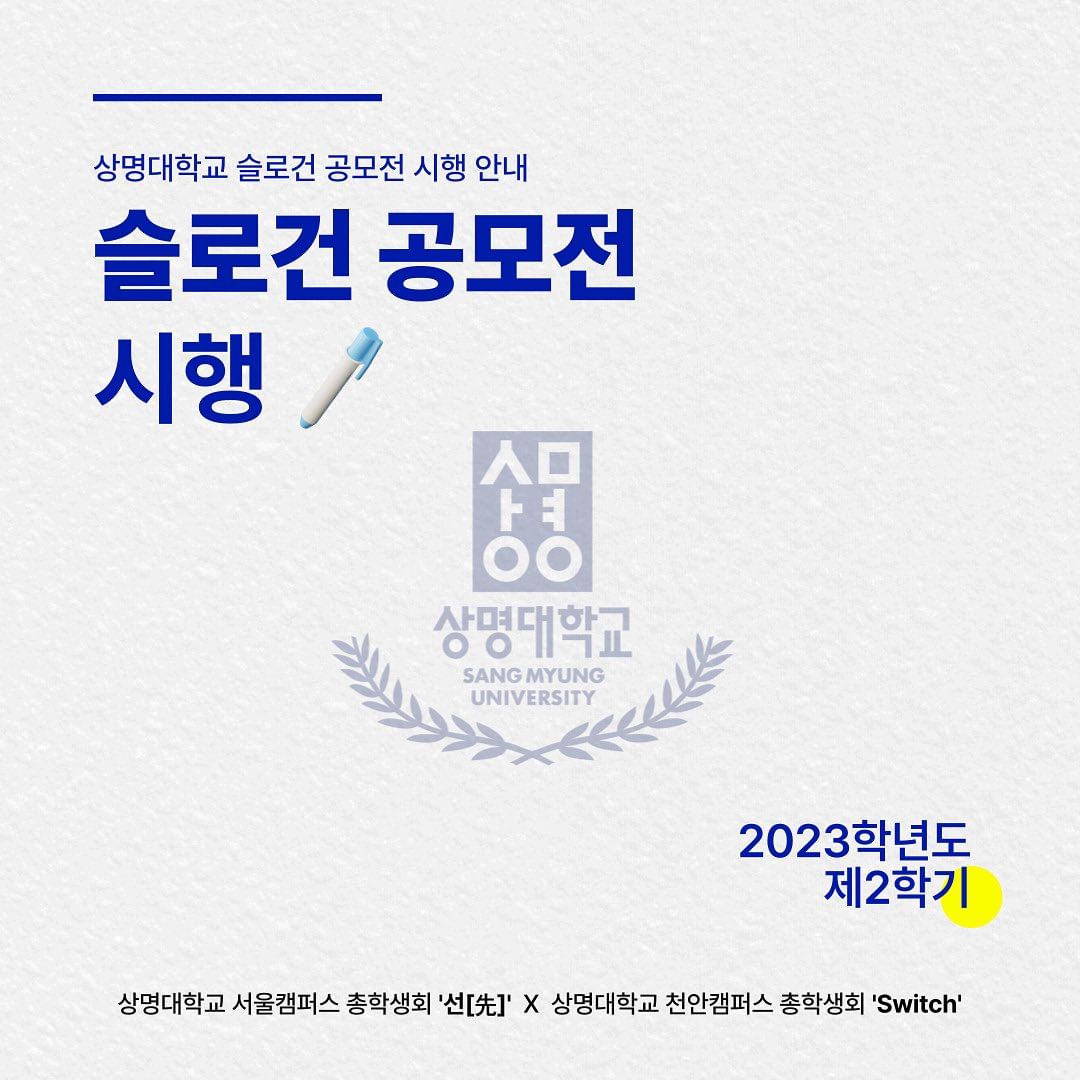 상명대학교 슬로건 공모전 시행 안내
슬로건 공모전
시행
상명
상명대학교
SANG MYUNG
UNIVERSITY
2023학년도
제2학기
상명대학교 서울캠퍼스 총학생회 '선[先]' X 상명대학교 천안캠퍼스 총학생회 'Switch'